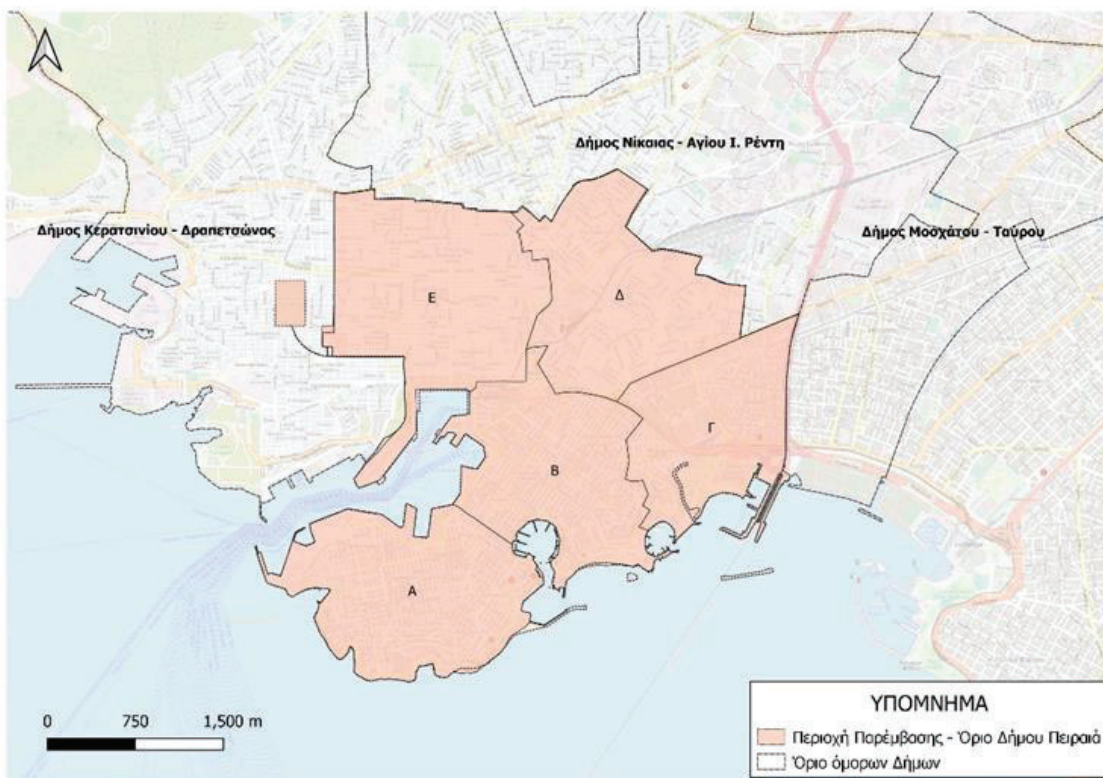 Δήμος Νίκαιας - Αγίου Ι. Ρέντη
Δήμος Κερατσινίου - Δραπετσώνας
Δήμος Μοσχάτου - Ταύρου
Ε
Δ
Γ
Β
Α
0 750 1,500 m
ΥΠΟΜΝΗΜΑ
Περιοχή Παρέμβασης - Όριο Δήμου Πειραιά
Όριο όμορων Δήμων